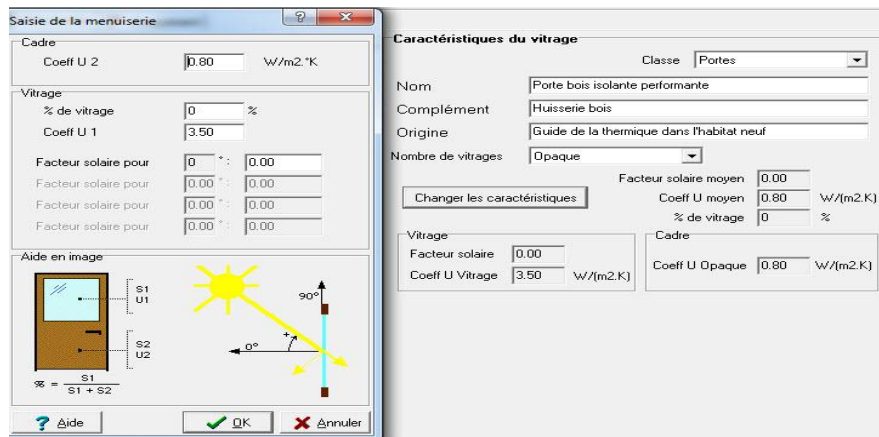 Saisie de la menuiserie
Cadre
Coeff U 2 0.80 W/m2.°K
Vitrage
% de vitrage 0 %
Coeff U 1 3.50
Facteur solaire pour 0 ° : 0.00
Facteur solaire pour 0.00 ° : 0.00
Facteur solaire pour 0.00 ° : 0.00
Facteur solaire pour 0.00 ° : 0.00
Aide en image
S1
U1
S2
U2
% = S1
S1 + S2
90°
+
0°
? Aide
OK
Annuler
Caractéristiques du vitrage
Classe Portes
Nom Porte bois isolante performante
Complément Huisserie bois
Origine Guide de la thermique dans l'habitat neuf
Nombre de vitrages Opaque
Facteur solaire moyen 0.00
Changer les caractéristiques
Coeff U moyen 0.80 W/(m2.K)
% de vitrage 0 %
Vitrage
Facteur solaire 0.00
Coeff U Vitrage 3.50 W/(m2.K)
Cadre
Coeff U Opaque 0.80 W/(m2.K)